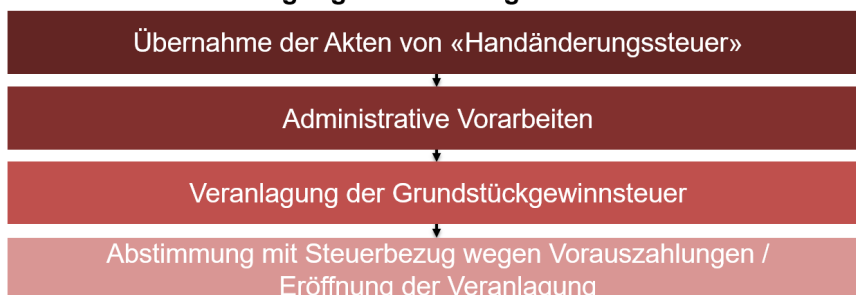 Übernahme der Akten von «Handänderungssteuer»
Administrative Vorarbeiten
Veranlagung der Grundstückgewinnsteuer
Abstimmung mit Steuerbezug wegen Vorauszahlungen /
Eröffnung der Veranlagung